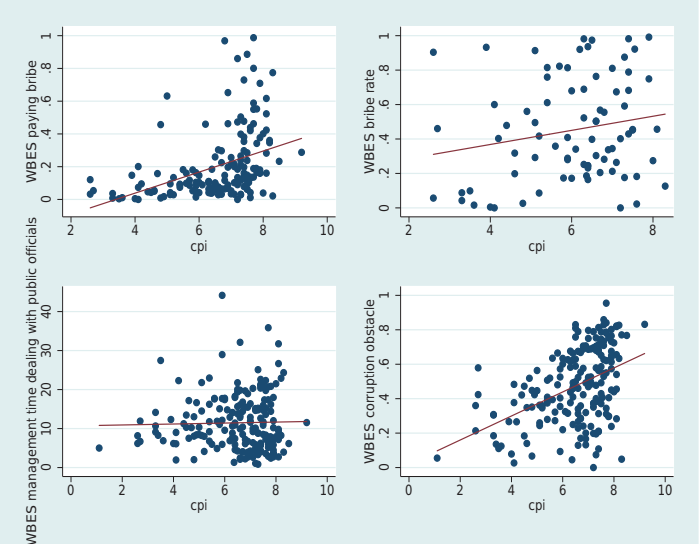 WBES paying bribe
0 .2 .4 .6 .8 1
2 4 6 8 10
cpi
WBES bribe rate
0 .2 .4 .6 .8 1
2 4 6 8
cpi
WBES management time dealing with public officials
0 10 20 30 40
0 2 4 6 8 10
cpi
WBES corruption obstacle
0 .2 .4 .6 .8 1
0 2 4 6 8 10
cpi